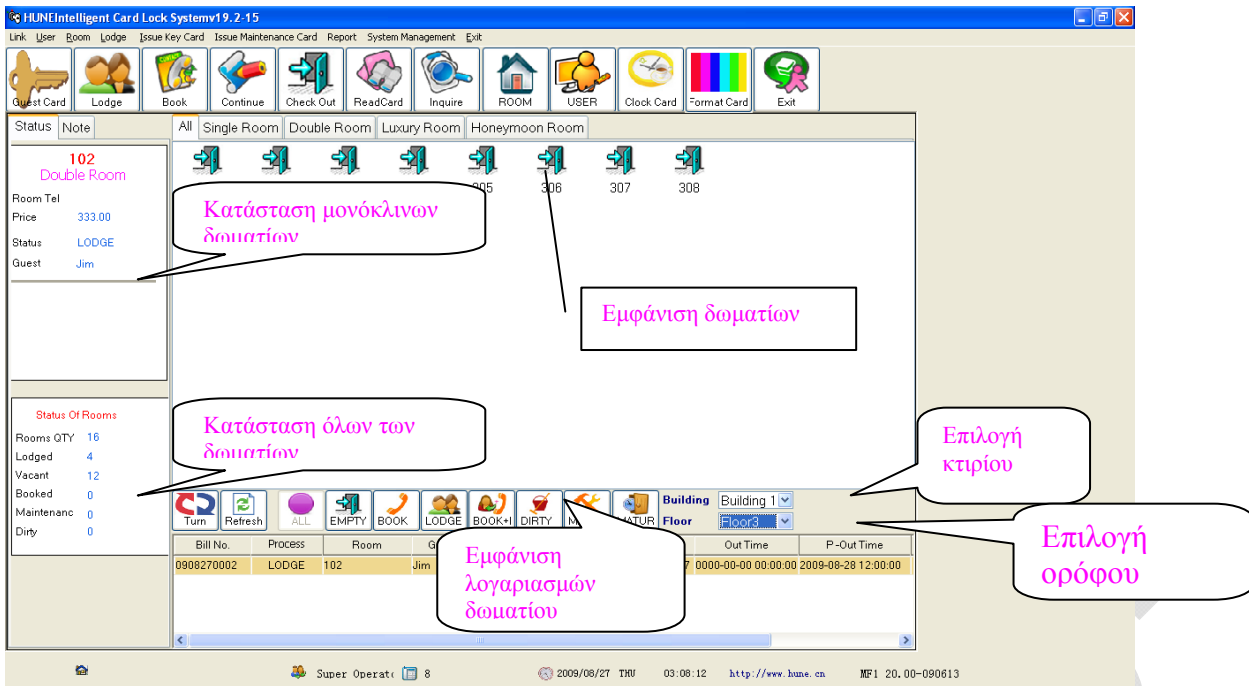 HUNEIntelligent Card Lock Systemv19.2-15
Link User Room Lodge Issue Key Card Issue Maintenance Card Report System Management Exit
Guest Card Lodge Book Continue Check Out ReadCard Inquire ROOM USER Clock Card Format Card Exit
Status Note All Single Room Double Room Luxury Room Honeymoon Room
102
Double Room
Room Tel
Price 333.00
Status LODGE
Guest Jim
305 306 307 308
Κατάσταση μονόκλινων
δωματίων
Εμφάνιση δωματίων
Status Of Rooms
Rooms QTY 16
Lodged 4
Vacant 12
Booked 0
Maintenanc 0
Dirty 0
Κατάσταση όλων των
δωματίων
Επιλογή
κτιρίου
Turn Refresh ALL EMPTY BOOK LODGE BOOK+I DIRTY
Building Building 1
Floor Floor3
Επιλογή
ορόφου
Bill No. Process Room Out Time P-Out Time
0908270002 LODGE 102 Jim 0000-00-00 00:00:00 2009-08-28 12:00:00
Εμφάνιση
λογαριασμών
δωματίου
Super Operat 8 2009/08/27 THU 03:08:12 http://www.hune.cn MF1 20.00-090613